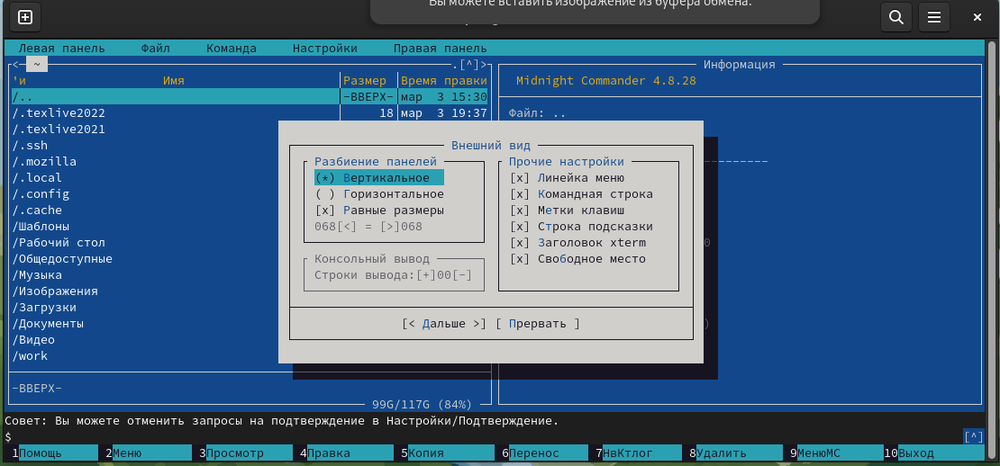 Вы можете вставить изображение из буфера обмена.
Левая панель Файл Команда Настройки Правая панель
<─ ~ .[^]>
Информация
'и Имя Размер Время правки
Midnight Commander 4.8.28
/.. -ВВЕРХ- мар 3 15:30
/.texlive2022 18 мар 3 19:37
Файл: ..
/.texlive2021
/.ssh
/.mozilla
/.local
/.config
/.cache
/Шаблоны
/Рабочий стол
/Общедоступные
/Музыка
/Изображения
/Загрузки
/Документы
/Видео
/work
-ВВЕРХ-
99G/117G (84%)
Внешний вид
Разбиение панелей
(*) Вертикальное
( ) Горизонтальное
[x] Равные размеры
068[<] = [>]068
Консольный вывод
Строки вывода:[+]00[-]
Прочие настройки
[x] Линейка меню
[x] Командная строка
[x] Метки клавиш
[x] Строка подсказки
[x] Заголовок xterm
[x] Свободное место
[< Дальше >] [ Прервать ]
0
)
Совет: Вы можете отменить запросы на подтверждение в Настройки/Подтверждение.
$ [^]
1Помощь 2Меню 3Просмотр 4Правка 5Копия 6Перенос 7НвКтлог 8Удалить 9МенюМС 10Выход